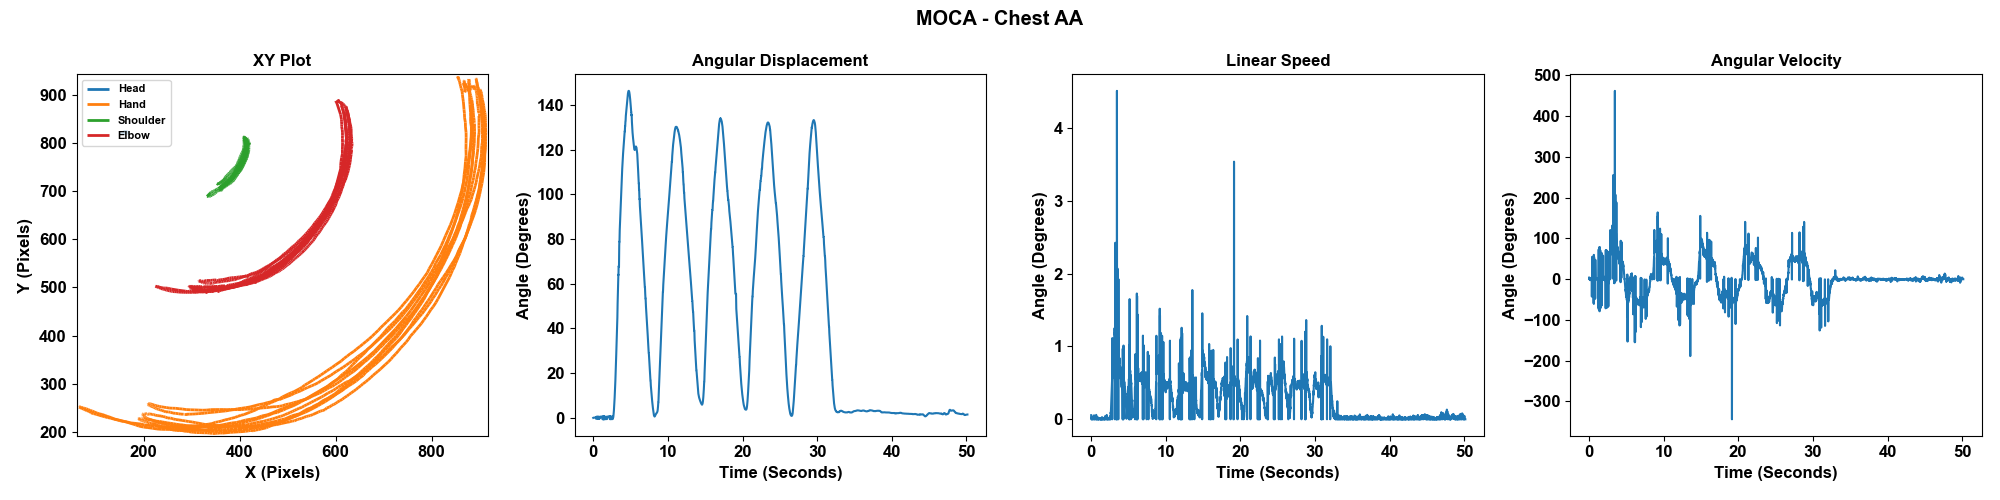 MOCA - Chest AA
XY Plot
Head
Hand
Shoulder
Elbow
900
800
700
600
500
400
300
200
Y (Pixels)
200 400 600 800
X (Pixels)
Angular Displacement
140
120
100
80
60
40
20
0
Angle (Degrees)
0 10 20 30 40 50
Time (Seconds)
Linear Speed
4
3
2
1
0
Angle (Degrees)
0 10 20 30 40 50
Time (Seconds)
Angular Velocity
500
400
300
200
100
0
−100
−200
−300
Angle (Degrees)
0 10 20 30 40 50
Time (Seconds)